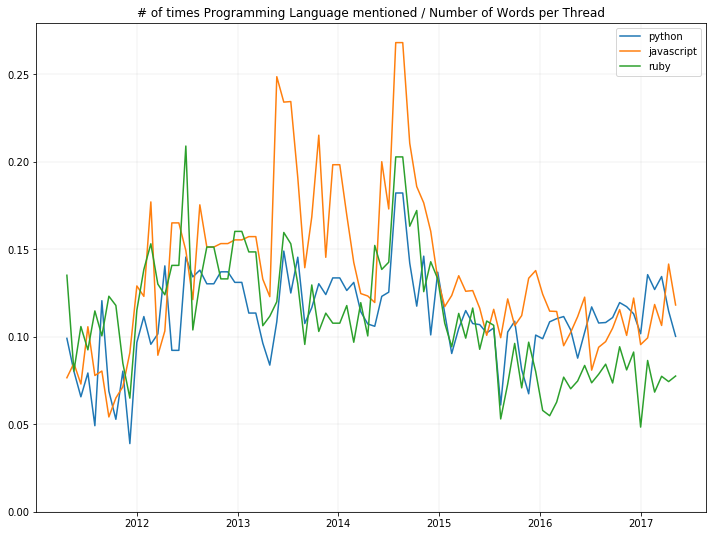 # of times Programming Language mentioned / Number of Words per Thread
python
javascript
ruby
0.25
0.20
0.15
0.10
0.05
0.00
2012 2013 2014 2015 2016 2017